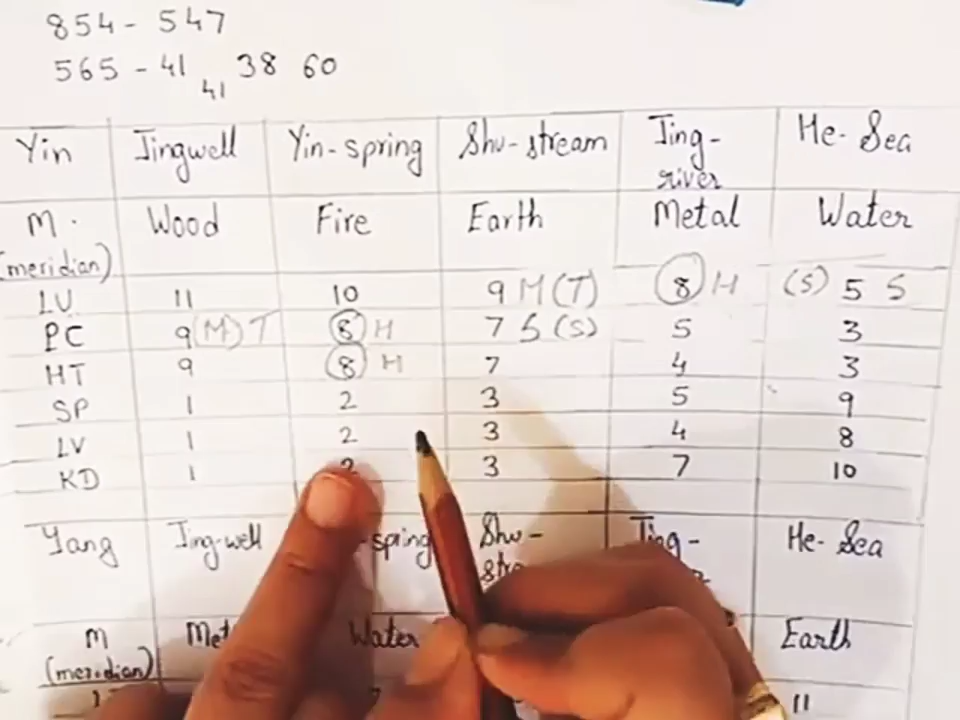 854 - 547
565 - 41 41 38 60
Yin Jingwell Yin-spring Shu-stream Jing-river He-Sea
M. (meridian) Wood Fire Earth Metal Water
LU 11 10 9 M (T) 8 H (S) 5 S
PC 9 (M) T 8 H 7 S (S) 5 3
HT 9 8 H 7 4 3
SP 1 2 3 5 9
LV 1 2 3 4 8
KD 1 2 3 7 10
Yang Jing-well -spring Shu- Jing- He-Sea
M (meridian) Water Earth
11